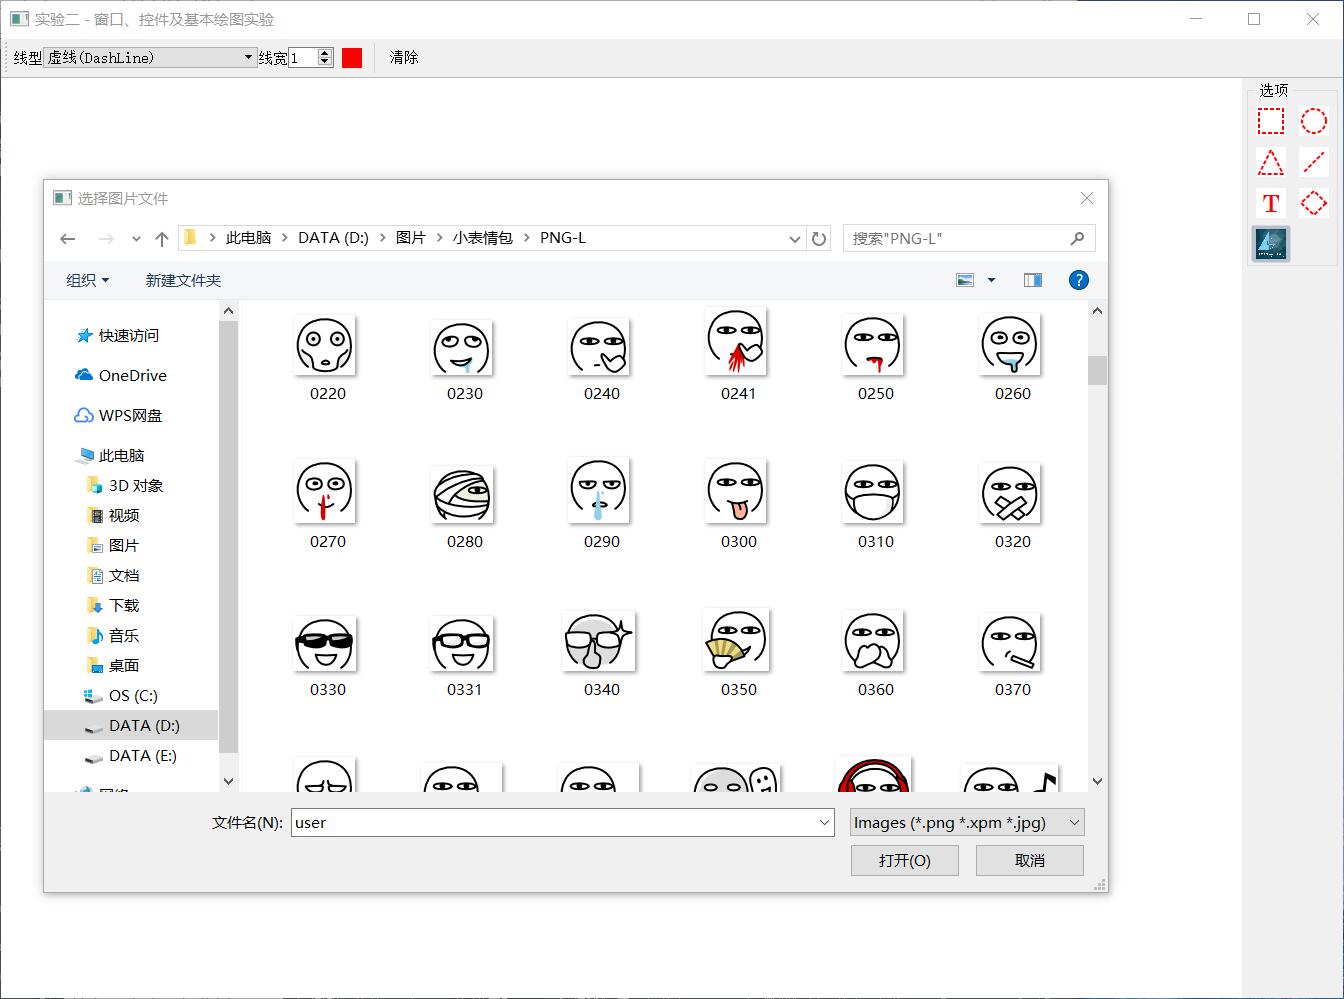 实验二 - 窗口、控件及基本绘图实验
线型 虚线(DashLine) 线宽 1 清除
选项
T
选择图片文件
此电脑 DATA (D:) 图片 小表情包 PNG-L 搜索"PNG-L"
组织 新建文件夹
快速访问
OneDrive
WPS网盘
此电脑
3D 对象
视频
图片
文档
下载
音乐
桌面
OS (C:)
DATA (D:)
DATA (E:)
网络
0220 0230 0240 0241 0250 0260
0270 0280 0290 0300 0310 0320
0330 0331 0340 0350 0360 0370
文件名(N): user Images (*.png *.xpm *.jpg)
打开(O) 取消